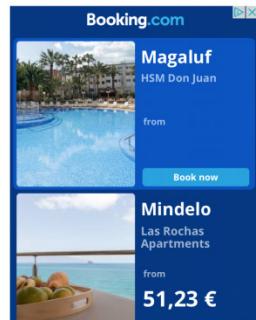 Booking.com
Magaluf
HSM Don Juan
from
Book now
Mindelo
Las Rochas
Apartments
from
51,23 €